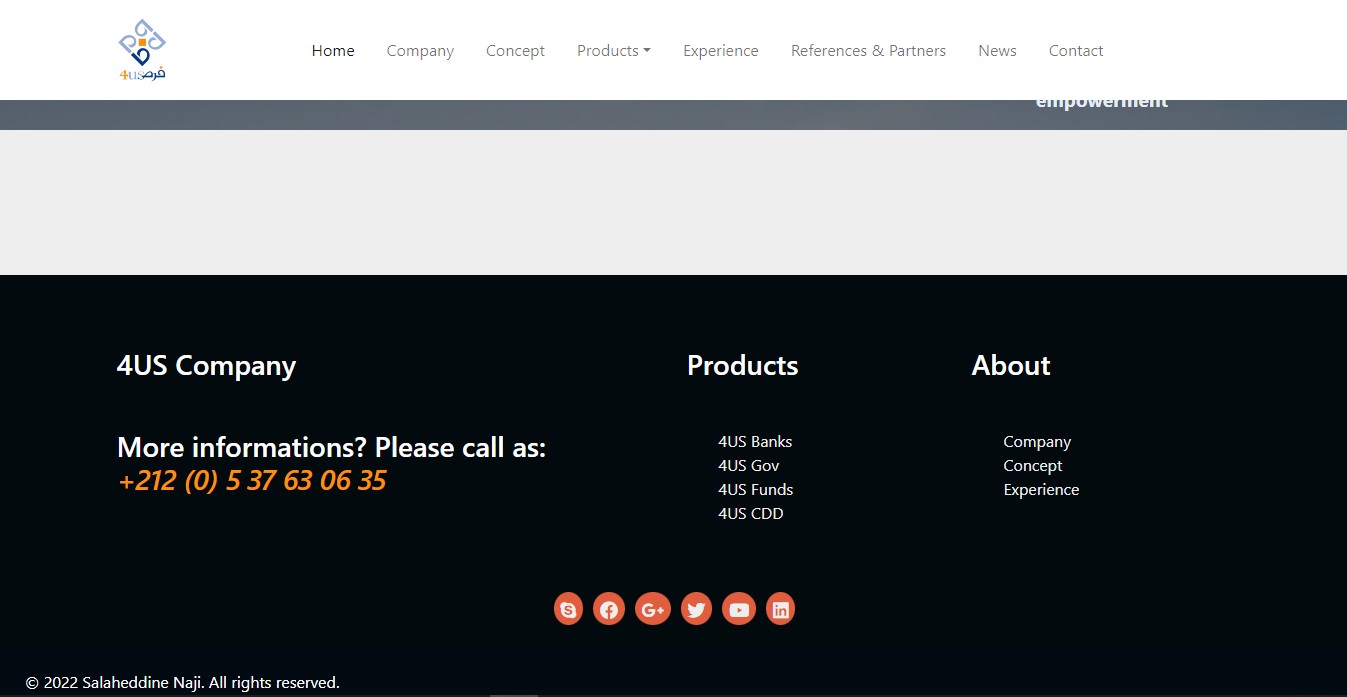 4us فرص
Home Company Concept Products Experience References & Partners News Contact
empowerment
4US Company
More informations? Please call as:
+212 (0) 5 37 63 06 35
Products
4US Banks
4US Gov
4US Funds
4US CDD
About
Company
Concept
Experience
© 2022 Salaheddine Naji. All rights reserved.